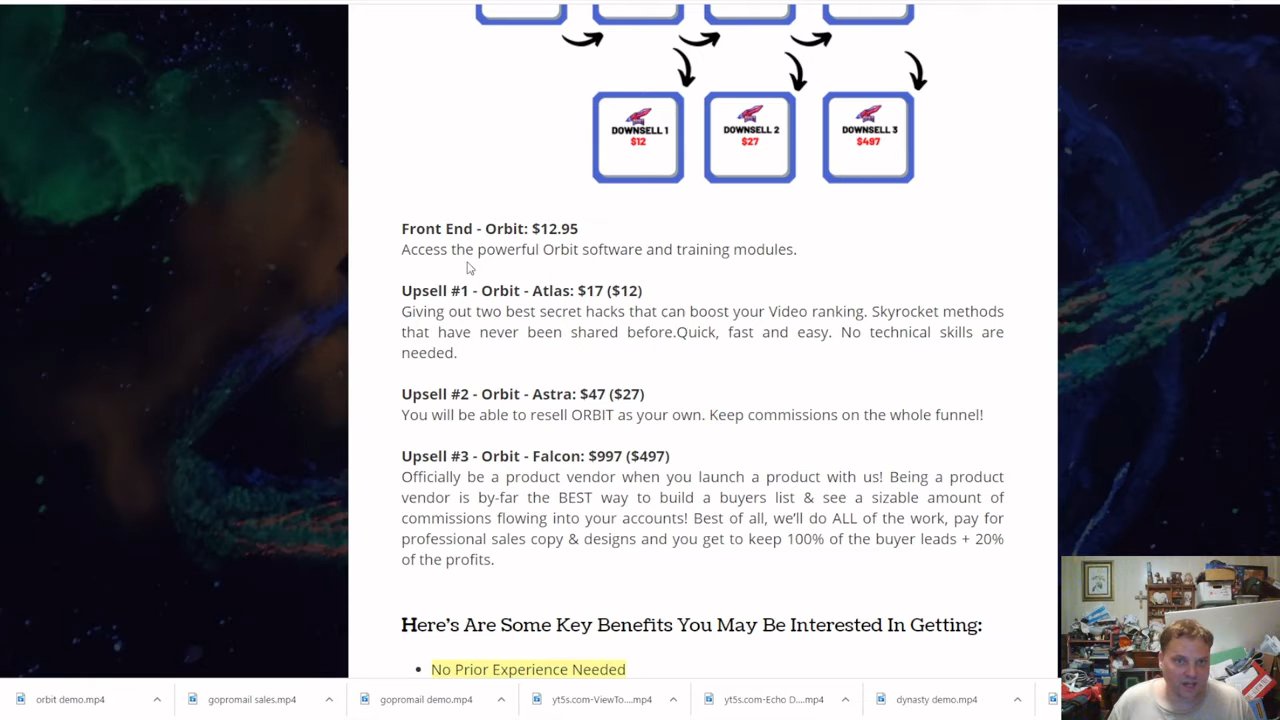 DOWNSELL 1
$12
DOWNSELL 2
$27
DOWNSELL 3
$497
Front End - Orbit: $12.95
Access the powerful Orbit software and training modules.
Upsell #1 - Orbit - Atlas: $17 ($12)
Giving out two best secret hacks that can boost your Video ranking. Skyrocket methods
that have never been shared before.Quick, fast and easy. No technical skills are
needed.
Upsell #2 - Orbit - Astra: $47 ($27)
You will be able to resell ORBIT as your own. Keep commissions on the whole funnel!
Upsell #3 - Orbit - Falcon: $997 ($497)
Officially be a product vendor when you launch a product with us! Being a product
vendor is by-far the BEST way to build a buyers list & see a sizable amount of
commissions flowing into your accounts! Best of all, we'll do ALL of the work, pay for
professional sales copy & designs and you get to keep 100% of the buyer leads + 20%
of the profits.
Here's Are Some Key Benefits You May Be Interested In Getting:
• No Prior Experience Needed
orbit demo.mp4
gopromail sales.mp4
gopromail demo.mp4
yt5s.com-ViewTo....mp4
yt5s.com-Echo D....mp4
dynasty demo.mp4